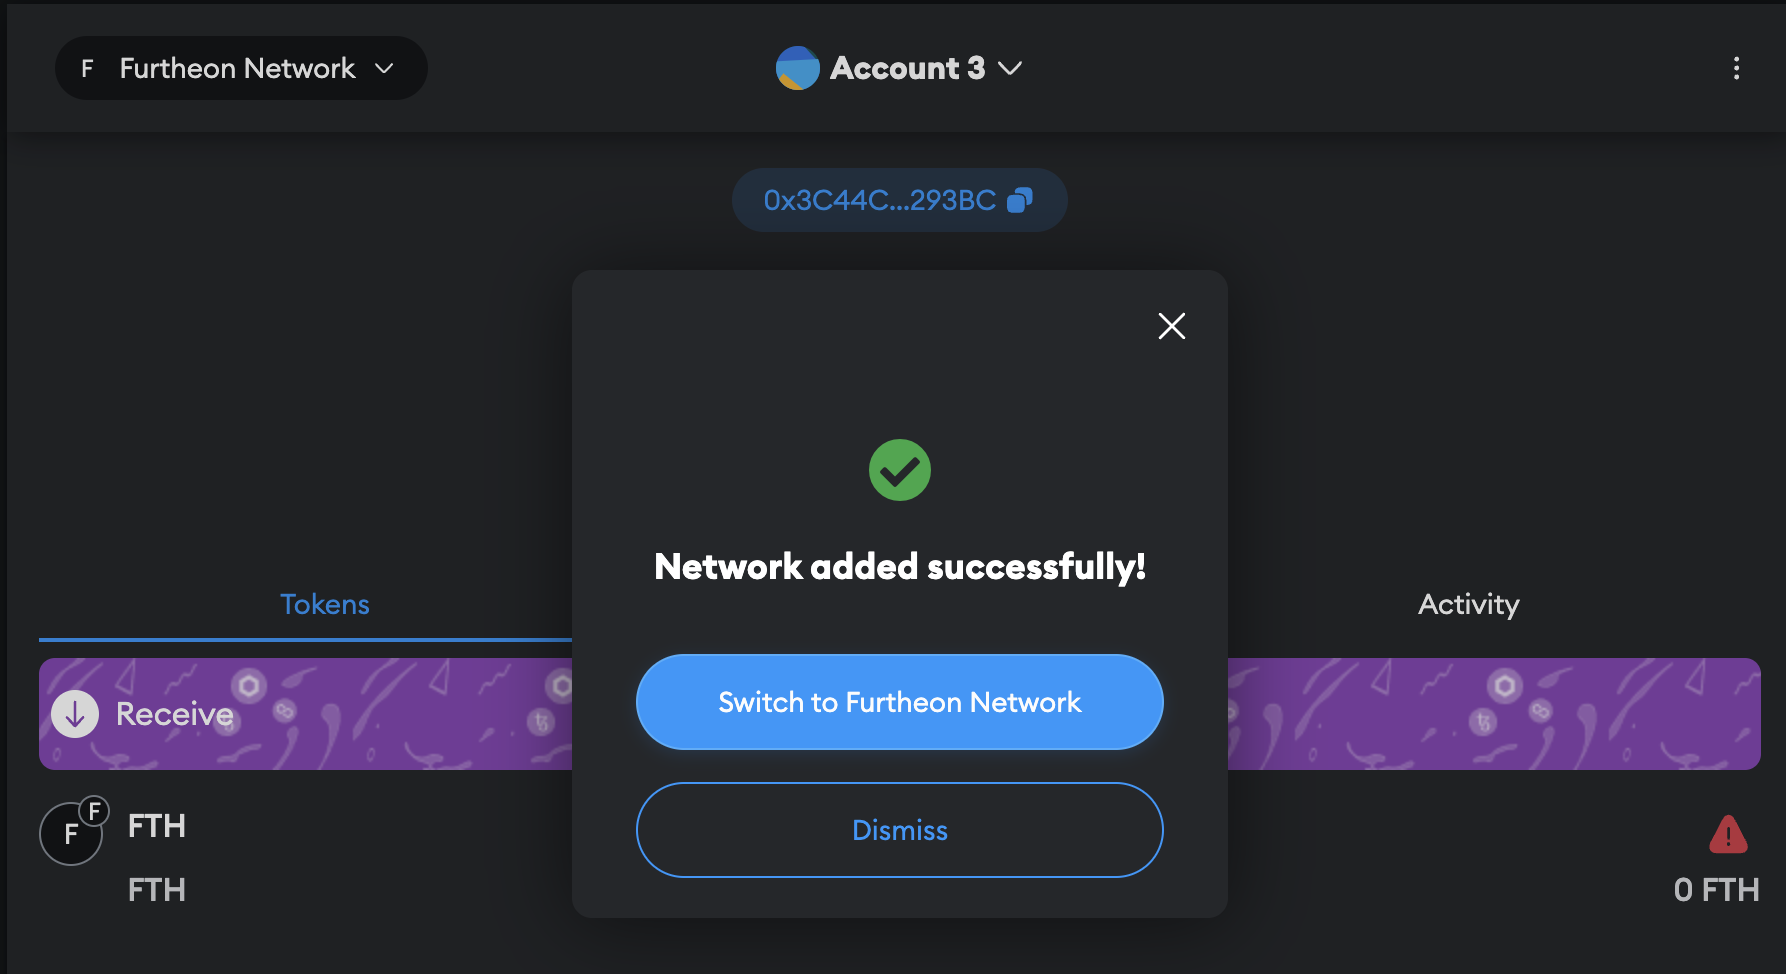 F Furtheon Network
Account 3
0x3C44C...293BC
Network added successfully!
Tokens
Activity
Switch to Furtheon Network
Receive
Dismiss
F
F
FTH
FTH
0 FTH